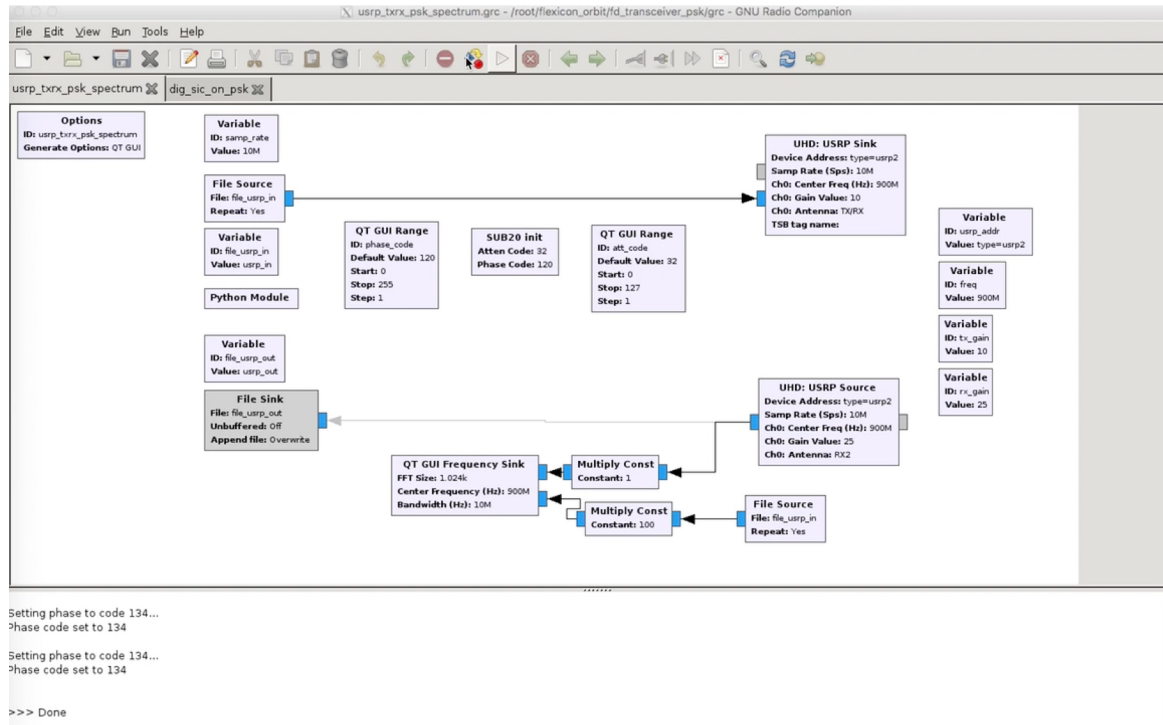 usrp_txrx_psk_spectrum.grc - /root/flexicon_orbit/fd_transceiver_psk/grc - GNU Radio Companion
File Edit View Run Tools Help
usrp_txrx_psk_spectrum dig_sic_on_psk
Options
ID: usrp_txrx_psk_spectrum
Generate Options: QT GUI
Variable
ID: samp_rate
Value: 10M
File Source
File: file_usrp_in
Repeat: Yes
Variable
ID: file_usrp_in
Value: usrp_in
Python Module
QT GUI Range
ID: phase_code
Default Value: 120
Start: 0
Stop: 255
Step: 1
SUB20 init
Atten Code: 32
Phase Code: 120
QT GUI Range
ID: att_code
Default Value: 32
Start: 0
Stop: 127
Step: 1
UHD: USRP Sink
Device Address: type=usrp2
Samp Rate (Sps): 10M
Ch0: Center Freq (Hz): 900M
Ch0: Gain Value: 10
Ch0: Antenna: TX/RX
TSB tag name:
Variable
ID: usrp_addr
Value: type=usrp2
Variable
ID: freq
Value: 900M
Variable
ID: tx_gain
Value: 10
Variable
ID: rx_gain
Value: 25
Variable
ID: file_usrp_out
Value: usrp_out
File Sink
File: file_usrp_out
Unbuffered: Off
Append file: Overwrite
UHD: USRP Source
Device Address: type=usrp2
Samp Rate (Sps): 10M
Ch0: Center Freq (Hz): 900M
Ch0: Gain Value: 25
Ch0: Antenna: RX2
QT GUI Frequency Sink
FFT Size: 1.024k
Center Frequency (Hz): 900M
Bandwidth (Hz): 10M
Multiply Const
Constant: 1
Multiply Const
Constant: 100
File Source
File: file_usrp_in
Repeat: Yes
Setting phase to code 134...
Phase code set to 134
Setting phase to code 134...
Phase code set to 134
>>> Done